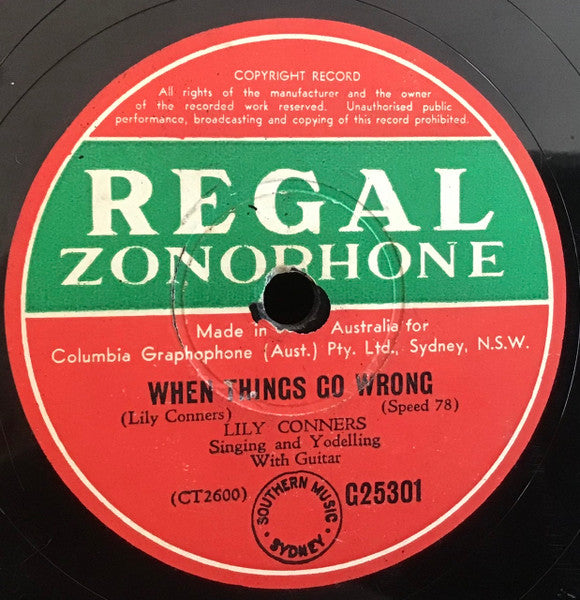 COPYRIGHT RECORD
All rights of the manufacturer and the owner
of the recorded work reserved. Unauthorised public
performance, broadcasting and copying of this record prohibited.
REGAL
ZONOPHONE
Made in Australia for
Columbia Graphophone (Aust.) Pty. Ltd., Sydney, N.S.W.
WHEN THINGS GO WRONG
(Lily Conners) (Speed 78)
LILY CONNERS
Singing and Yodelling
With Guitar
(CT2600) SOUTHERN MUSIC · SYDNEY · G25301